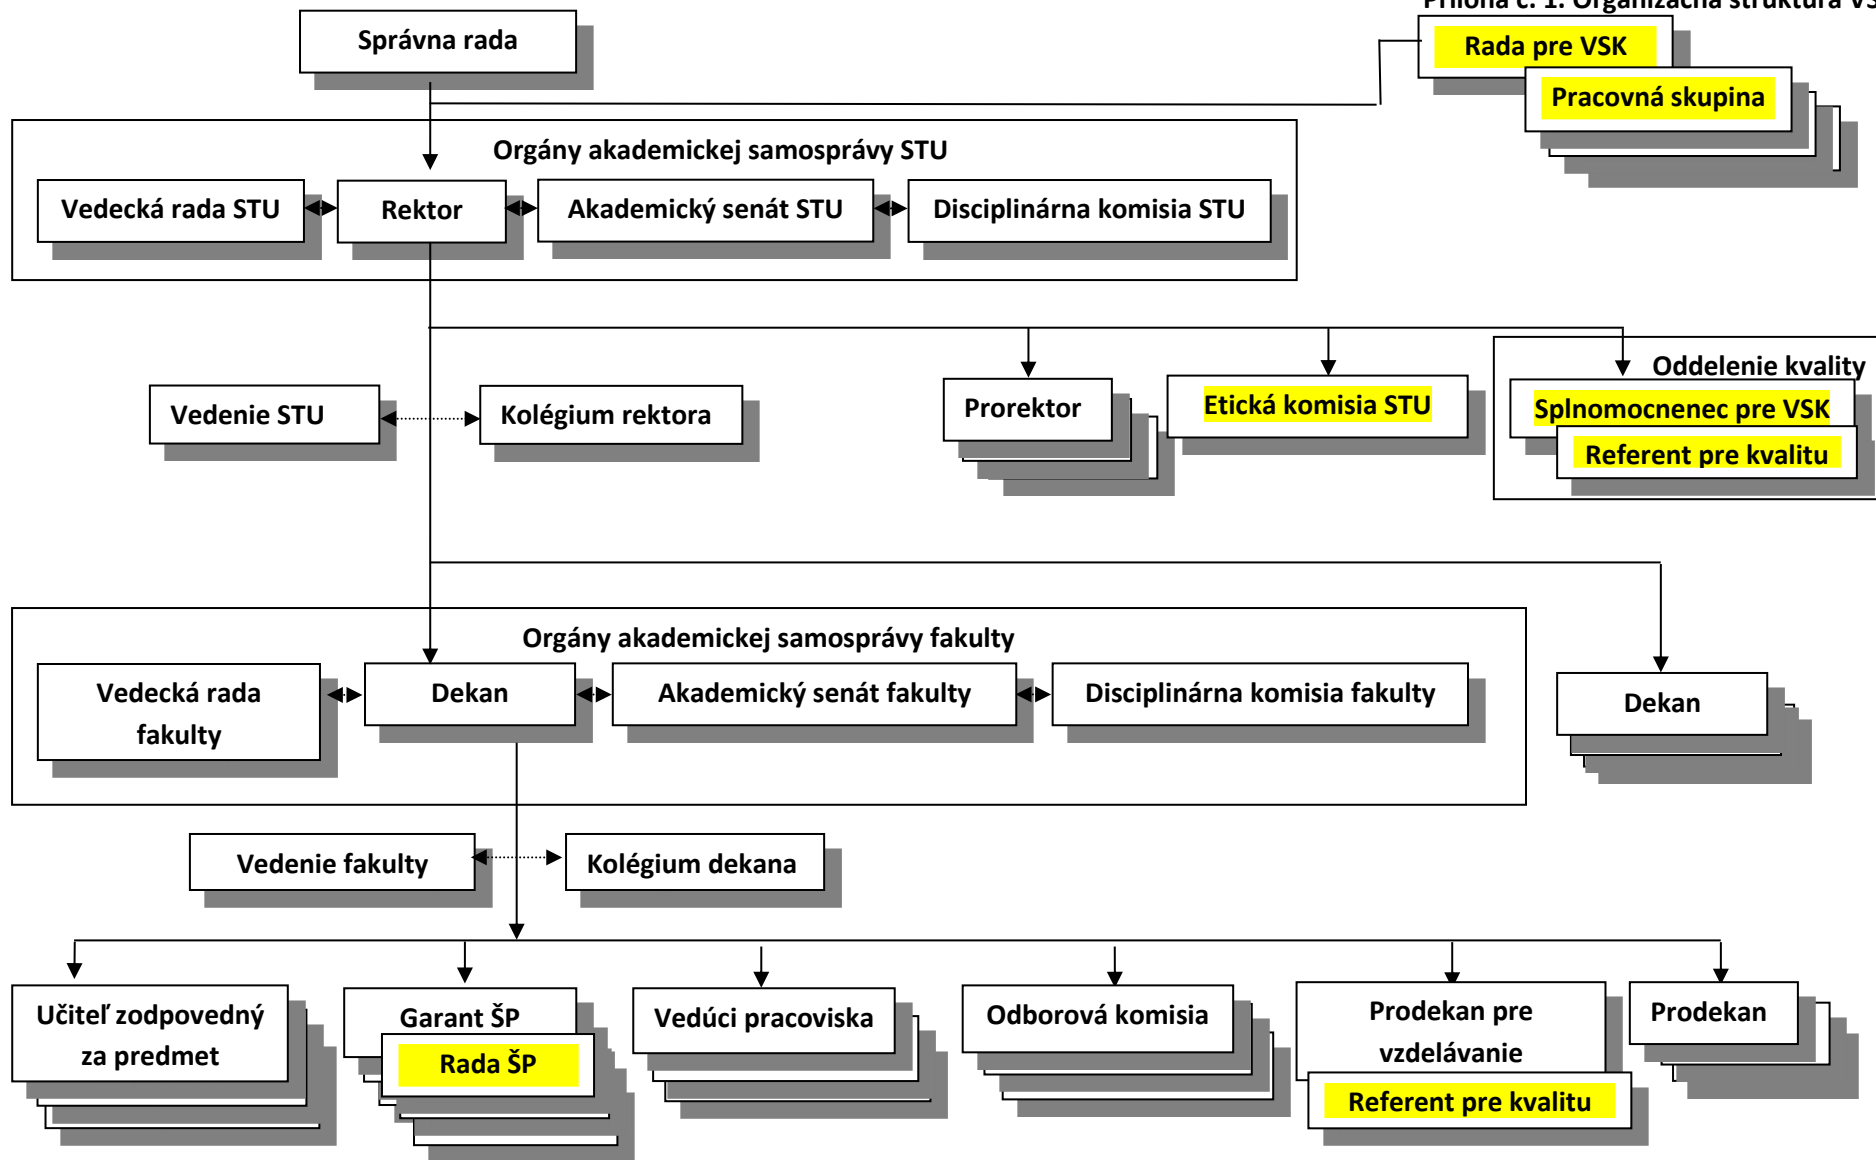 Príloha č. 1: Organizačná štruktúra
Správna rada
Rada pre VSK
Pracovná skupina
Orgány akademickej samosprávy STU
Vedecká rada STU
Rektor
Akademický senát STU
Disciplinárna komisia STU
Oddelenie kvality
Vedenie STU
Kolégium rektora
Prorektor
Etická komisia STU
Splnomocnenec pre VSK
Referent pre kvalitu
Orgány akademickej samosprávy fakulty
Vedecká rada
fakulty
Dekan
Akademický senát fakulty
Disciplinárna komisia fakulty
Dekan
Vedenie fakulty
Kolégium dekana
Učiteľ zodpovedný
za predmet
Garant ŠP
Rada ŠP
Vedúci pracoviska
Odborová komisia
Prodekan pre
vzdelávanie
Referent pre kvalitu
Prodekan